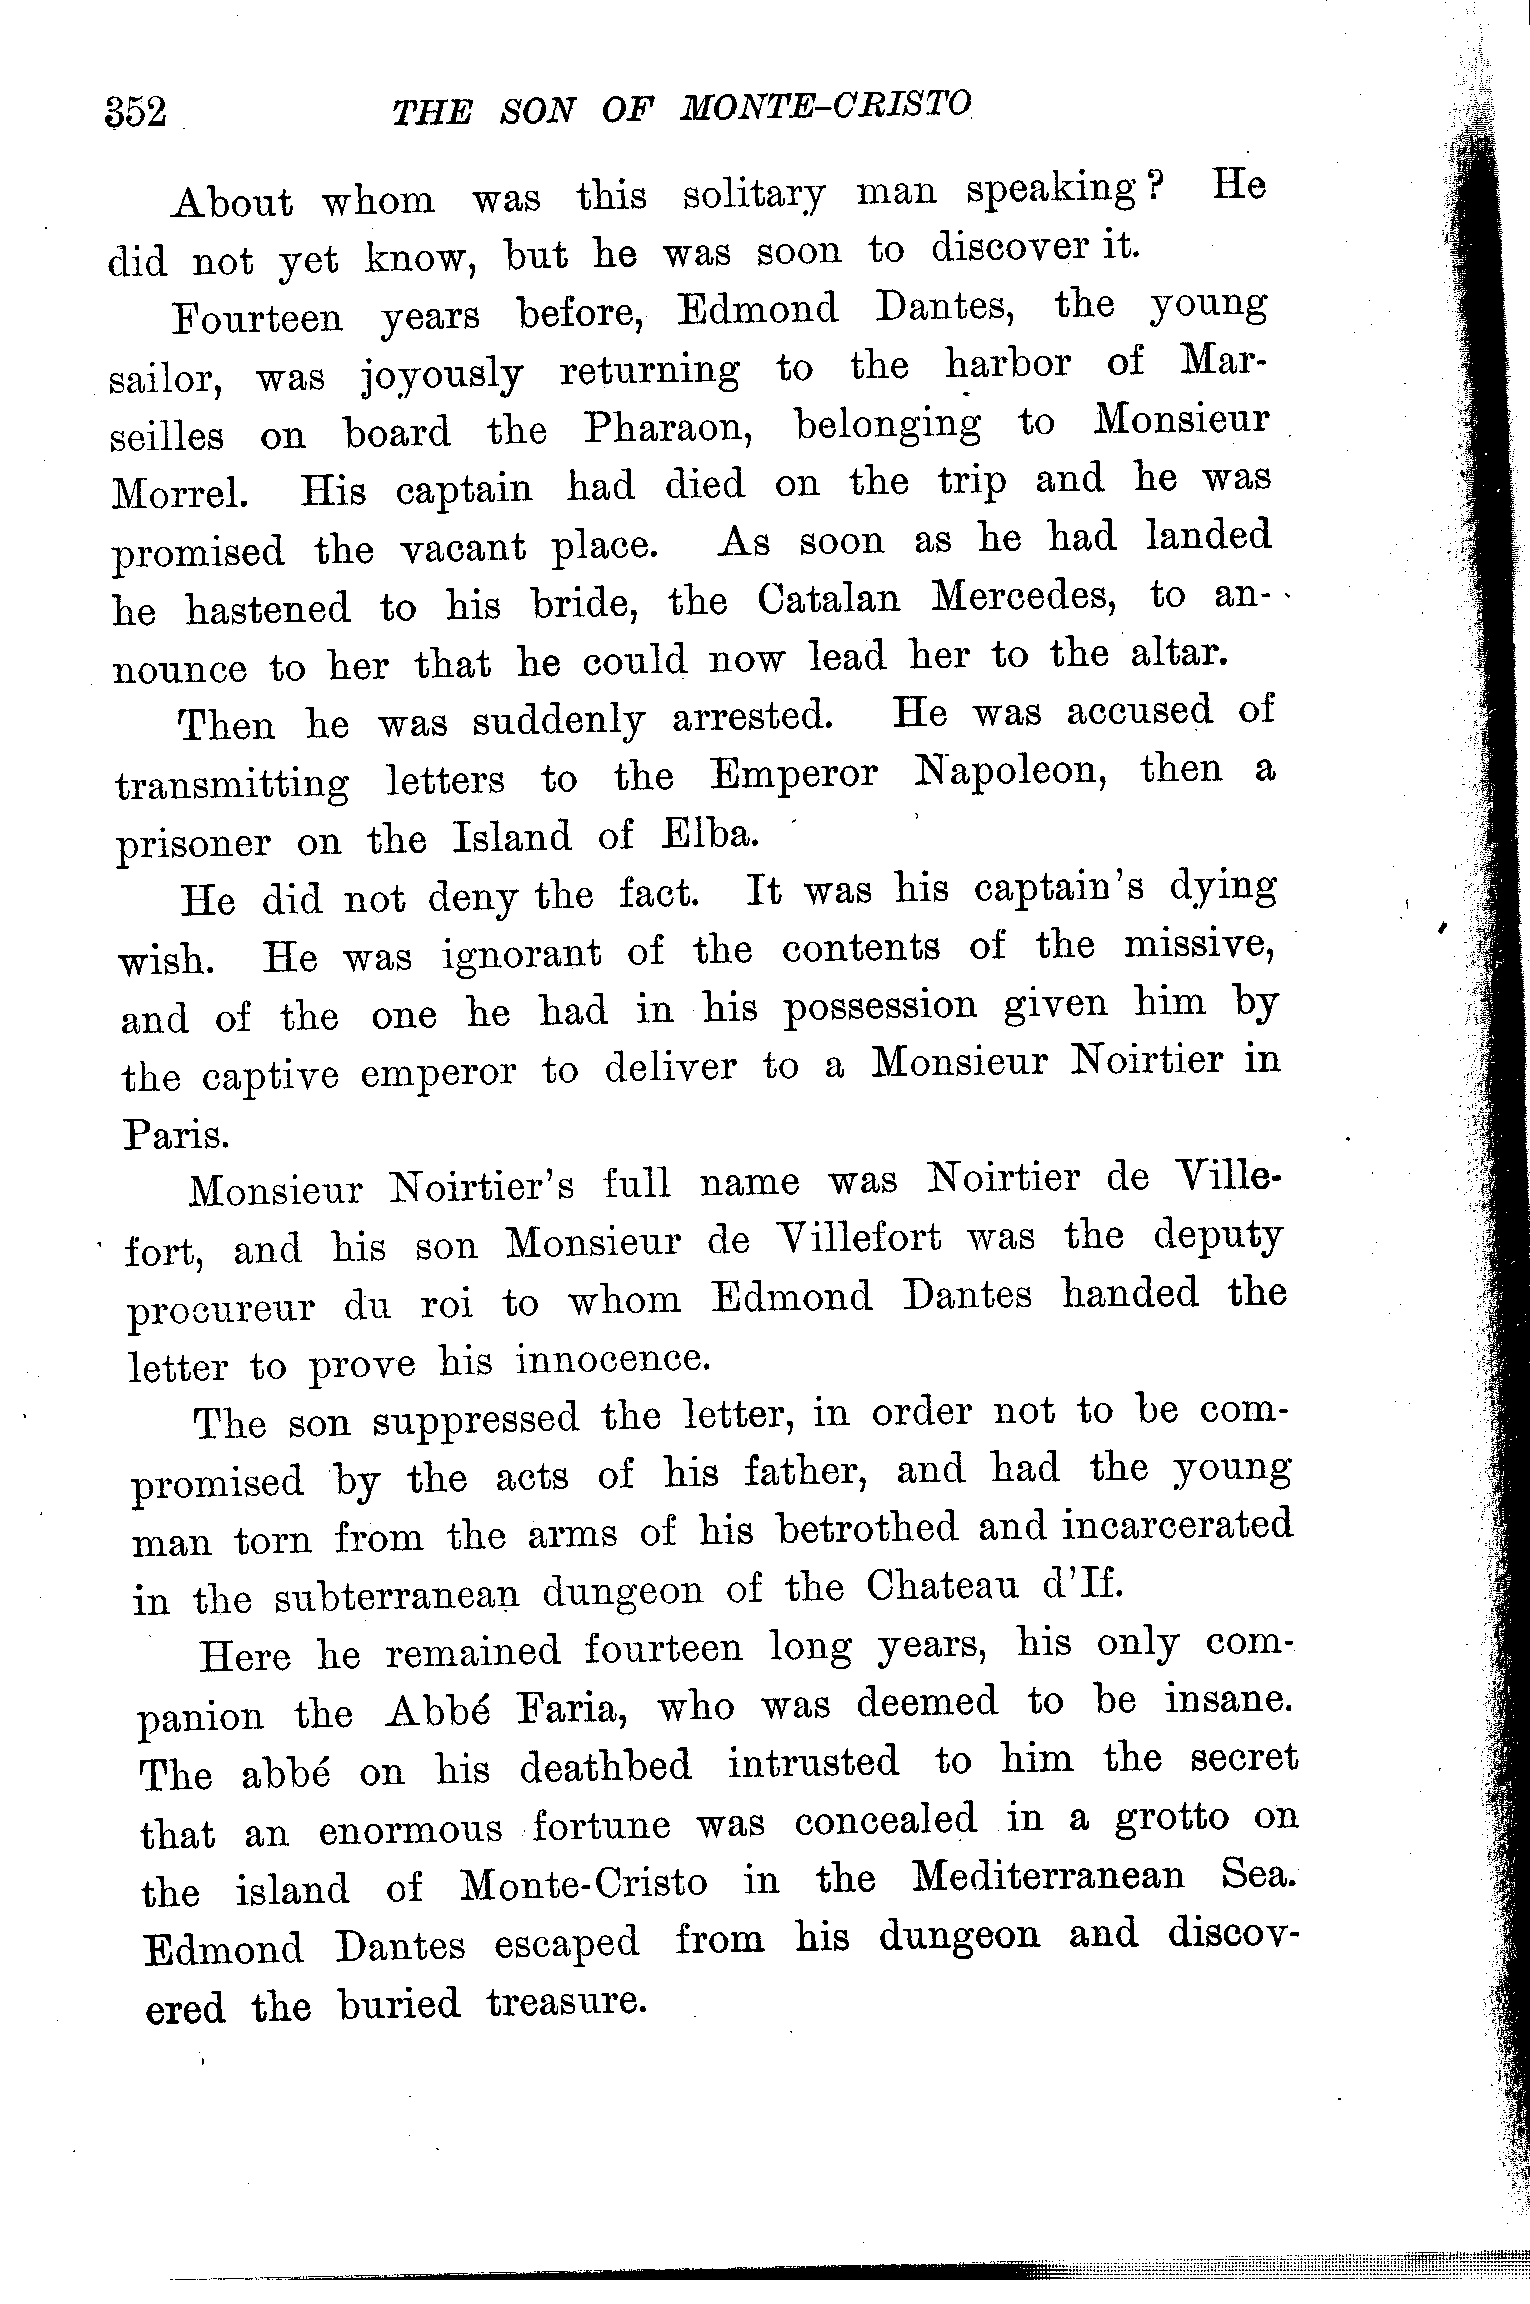 352 THE SON OF MONTE-CRISTO
About whom was this solitary man speaking? He
did not yet know, but he was soon to discover it.
Fourteen years before, Edmond Dantes, the young
sailor, was joyously returning to the harbor of Mar-
seilles on board the Pharaon, belonging to Monsieur
Morrel. His captain had died on the trip and he was
promised the vacant place. As soon as he had landed
he hastened to his bride, the Catalan Mercedes, to an-
nounce to her that he could now lead her to the altar.
Then he was suddenly arrested. He was accused of
transmitting letters to the Emperor Napoleon, then a
prisoner on the Island of Elba.
He did not deny the fact. It was his captain's dying
wish. He was ignorant of the contents of the missive,
and of the one he had in his possession given him by
the captive emperor to deliver to a Monsieur Noirtier in
Paris.
Monsieur Noirtier's full name was Noirtier de Ville-
fort, and his son Monsieur de Villefort was the deputy
procureur du roi to whom Edmond Dantes handed the
letter to prove his innocence.
The son suppressed the letter, in order not to be com-
promised by the acts of his father, and had the young
man torn from the arms of his betrothed and incarcerated
in the subterranean dungeon of the Chateau d'If.
Here he remained fourteen long years, his only com-
panion the Abbé Faria, who was deemed to be insane.
The abbé on his deathbed intrusted to him the secret
that an enormous fortune was concealed in a grotto on
the island of Monte-Cristo in the Mediterranean Sea.
Edmond Dantes escaped from his dungeon and discov-
ered the buried treasure.